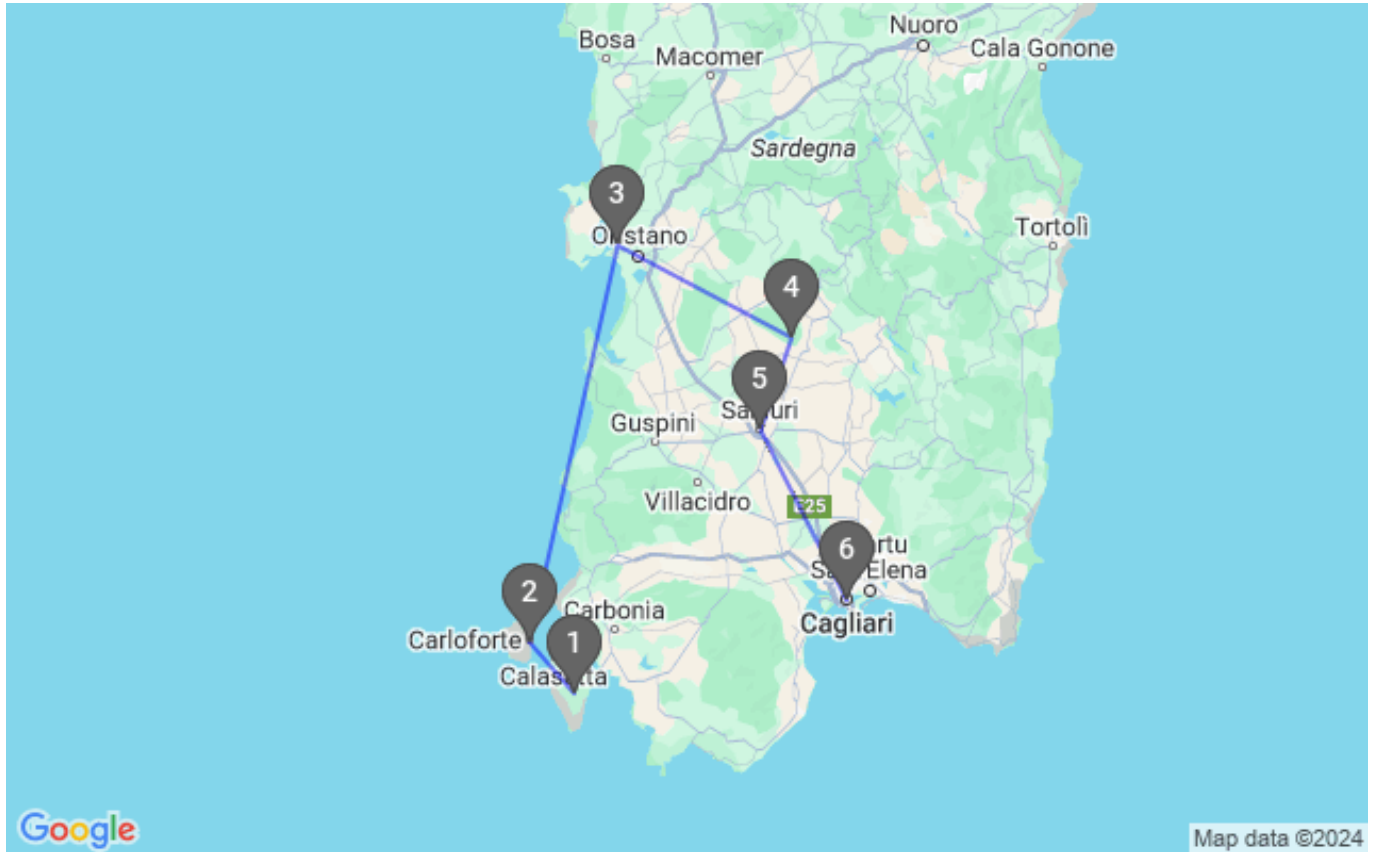 Nuoro
Bosa
Cala Gonone
Macomer
Sardegna
3
Tortolì
4
5
Guspini
Villacidro
E25
6
Elena
2
Carbonia
Cagliari
Carloforte
1
Google
Map data ©2024